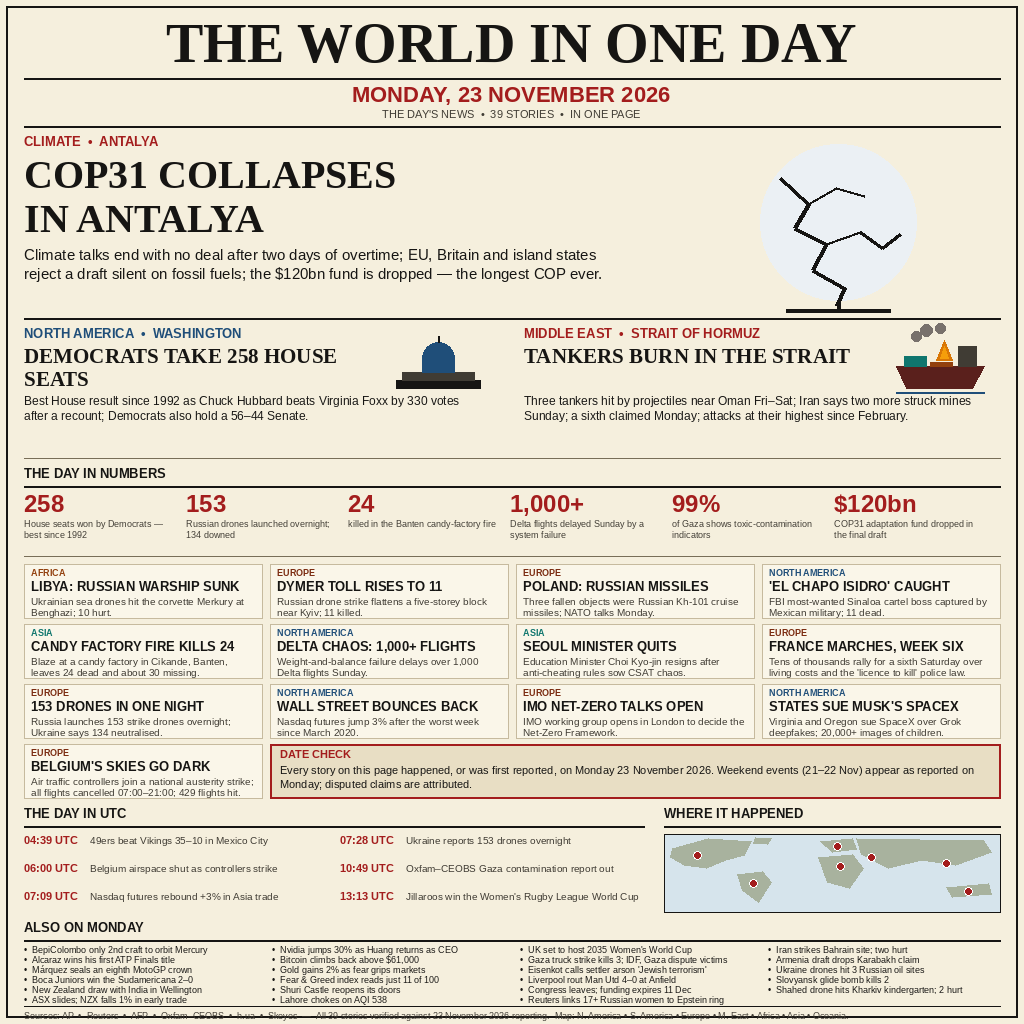 THE WORLD IN ONE DAY
MONDAY, 23 NOVEMBER 2026
THE DAY'S NEWS • 39 STORIES • IN ONE PAGE
CLIMATE • ANTALYA
COP31 COLLAPSES
IN ANTALYA
Climate talks end with no deal after two days of overtime; EU, Britain and island states
reject a draft silent on fossil fuels; the $120bn fund is dropped — the longest COP ever.
NORTH AMERICA • WASHINGTON
DEMOCRATS TAKE 258 HOUSE
SEATS
Best House result since 1992 as Chuck Hubbard beats Virginia Foxx by 330 votes
after a recount; Democrats also hold a 56–44 Senate.
MIDDLE EAST • STRAIT OF HORMUZ
TANKERS BURN IN THE STRAIT
Three tankers hit by projectiles near Oman Fri–Sat; Iran says two more struck mines
Sunday; a sixth claimed Monday; attacks at their highest since February.
THE DAY IN NUMBERS
258
House seats won by Democrats —
best since 1992
153
Russian drones launched overnight;
134 downed
24
killed in the Banten candy-factory fire
1,000+
Delta flights delayed Sunday by a
system failure
99%
of Gaza shows toxic-contamination
indicators
$120bn
COP31 adaptation fund dropped in
the final draft
AFRICA
LIBYA: RUSSIAN WARSHIP SUNK
Ukrainian sea drones hit the corvette Merkury at
Benghazi; 10 hurt.
EUROPE
DYMER TOLL RISES TO 11
Russian drone strike flattens a five-storey block
near Kyiv; 11 killed.
EUROPE
POLAND: RUSSIAN MISSILES
Three fallen objects were Russian Kh-101 cruise
missiles; NATO talks Monday.
NORTH AMERICA
'EL CHAPO ISIDRO' CAUGHT
FBI most-wanted Sinaloa cartel boss captured by
Mexican military; 11 dead.
ASIA
CANDY FACTORY FIRE KILLS 24
Blaze at a candy factory in Cikande, Banten,
leaves 24 dead and about 30 missing.
NORTH AMERICA
DELTA CHAOS: 1,000+ FLIGHTS
Weight-and-balance failure delays over 1,000
Delta flights Sunday.
ASIA
SEOUL MINISTER QUITS
Education Minister Choi Kyo-jin resigns after
anti-cheating rules sow CSAT chaos.
EUROPE
FRANCE MARCHES, WEEK SIX
Tens of thousands rally for a sixth Saturday over
living costs and the 'licence to kill' police law.
EUROPE
153 DRONES IN ONE NIGHT
Russia launches 153 strike drones overnight;
Ukraine says 134 neutralised.
NORTH AMERICA
WALL STREET BOUNCES BACK
Nasdaq futures jump 3% after the worst week
since March 2020.
EUROPE
IMO NET-ZERO TALKS OPEN
IMO working group opens in London to decide the
Net-Zero Framework.
NORTH AMERICA
STATES SUE MUSK'S SPACEX
Virginia and Oregon sue SpaceX over Grok
deepfakes; 20,000+ images of children.
EUROPE
BELGIUM'S SKIES GO DARK
Air traffic controllers join a national austerity strike;
all flights cancelled 07:00–21:00; 429 flights hit.
DATE CHECK
Every story on this page happened, or was first reported, on Monday 23 November 2026. Weekend events (21–22 Nov) appear as reported on
Monday; disputed claims are attributed.
THE DAY IN UTC
04:39 UTC 49ers beat Vikings 35–10 in Mexico City
07:28 UTC Ukraine reports 153 drones overnight
06:00 UTC Belgium airspace shut as controllers strike
10:49 UTC Oxfam–CEOBS Gaza contamination report out
07:09 UTC Nasdaq futures rebound +3% in Asia trade
13:13 UTC Jillaroos win the Women's Rugby League World Cup
WHERE IT HAPPENED
ALSO ON MONDAY
• BepiColombo only 2nd craft to orbit Mercury
• Alcaraz wins his first ATP Finals title
• Márquez seals an eighth MotoGP crown
• Boca Juniors win the Sudamericana 2–0
• New Zealand draw with India in Wellington
• ASX slides; NZX falls 1% in early trade
• Nvidia jumps 30% as Huang returns as CEO
• Bitcoin climbs back above $61,000
• Gold gains 2% as fear grips markets
• Fear & Greed index reads just 11 of 100
• Shuri Castle reopens its doors
• Lahore chokes on AQI 538
• UK set to host 2035 Women's World Cup
• Gaza truck strike kills 3; IDF, Gaza dispute victims
• Eisenkot calls settler arson 'Jewish terrorism'
• Liverpool rout Man Utd 4–0 at Anfield
• Congress leaves; funding expires 11 Dec
• Reuters links 17+ Russian women to Epstein ring
• Iran strikes Bahrain site; two hurt
• Armenia draft drops Karabakh claim
• Ukraine drones hit 3 Russian oil sites
• Slovyansk glide bomb kills 2
• Shahed drone hits Kharkiv kindergarten; 2 hurt
Sources: AP • Reuters • AFP • Oxfam–CEOBS • b.ua • Skoyes All 39 stories verified against 23 November 2026 reporting. Map: N. America • S. America • Europe • M. East • Africa • Asia • Oceania.